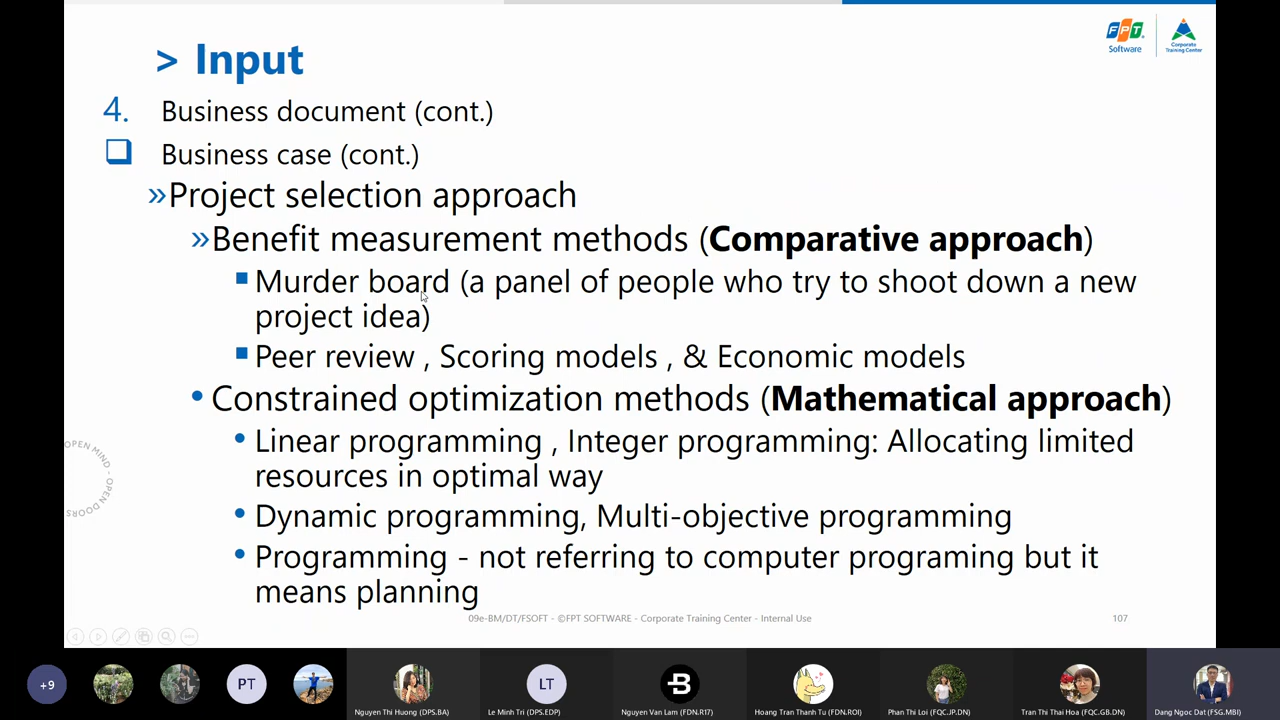 > Input
FPT
Software
Corporate
Training Center
4. Business document (cont.)
❑ Business case (cont.)
»Project selection approach
»Benefit measurement methods (Comparative approach)
▪ Murder board (a panel of people who try to shoot down a new
project idea)
▪ Peer review , Scoring models , & Economic models
• Constrained optimization methods (Mathematical approach)
• Linear programming , Integer programming: Allocating limited
resources in optimal way
• Dynamic programming, Multi-objective programming
• Programming - not referring to computer programing but it
means planning
OPEN MIND - OPEN DOORS
09e-BM/DT/FSOFT - ©FPT SOFTWARE - Corporate Training Center - Internal Use
107
+9
PT
LT
B
Nguyen Thi Huong (DPS.BA)
Le Minh Tri (DPS.EDP)
Nguyen Van Lam (FDN.R17)
Hoang Tran Thanh Tu (FDN.ROI)
Phan Thi Loi (FQC.JP.DN)
Tran Thi Thai Hoa (FQC.GB.DN)
Dang Ngoc Dat (FSG.MBI)